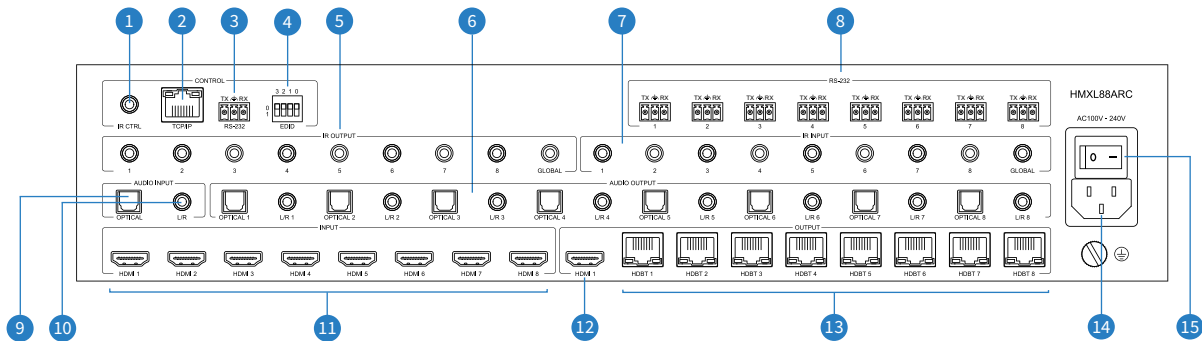 1 2 3 4 5 6 7 8
CONTROL
RS-232
3 2 1 0
TX RX
0
1
IR CTRL TCP/IP RS-232 EDID
TX RX TX RX TX RX TX RX TX RX TX RX TX RX TX RX
1 2 3 4 5 6 7 8
HMXL88ARC
AC100V - 240V
IR OUTPUT
IR INPUT
1 2 3 4 5 6 7 8 GLOBAL
1 2 3 4 5 6 7 8 GLOBAL
0 –
AUDIO INPUT
AUDIO OUTPUT
OPTICAL L/R
OPTICAL 1 L/R 1 OPTICAL 2 L/R 2 OPTICAL 3 L/R 3 OPTICAL 4 L/R 4 OPTICAL 5 L/R 5 OPTICAL 6 L/R 6 OPTICAL 7 L/R 7 OPTICAL 8 L/R 8
INPUT
OUTPUT
HDMI 1 HDMI 2 HDMI 3 HDMI 4 HDMI 5 HDMI 6 HDMI 7 HDMI 8
HDMI 1 HDBT 1 HDBT 2 HDBT 3 HDBT 4 HDBT 5 HDBT 6 HDBT 7 HDBT 8
9 10 11 12 13 14 15